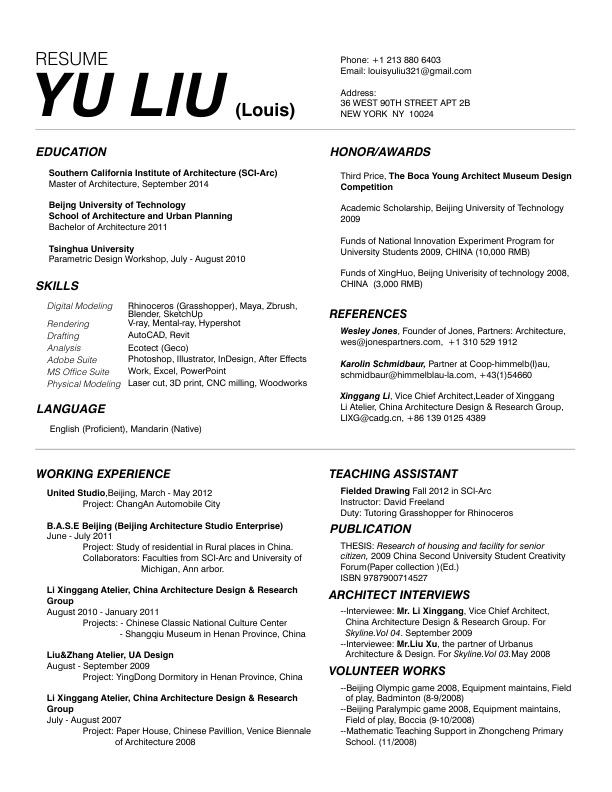 RESUME
YU LIU (Louis)
Phone: +1 213 880 6403
Email: louisyuliu321@gmail.com
Address:
36 WEST 90TH STREET APT 2B
NEW YORK NY 10024
EDUCATION
Southern California Institute of Architecture (SCI-Arc)
Master of Architecture, September 2014
Beijng University of Technology
School of Architecture and Urban Planning
Bachelor of Architecture 2011
Tsinghua University
Parametric Design Workshop, July - August 2010
SKILLS
Digital Modeling Rhinoceros (Grasshopper), Maya, Zbrush,
Blender, SketchUp
Rendering V-ray, Mental-ray, Hypershot
Drafting AutoCAD, Revit
Analysis Ecotect (Geco)
Adobe Suite Photoshop, Illustrator, InDesign, After Effects
MS Office Suite Work, Excel, PowerPoint
Physical Modeling Laser cut, 3D print, CNC milling, Woodworks
LANGUAGE
English (Proficient), Mandarin (Native)
HONOR/AWARDS
Third Price, The Boca Young Architect Museum Design
Competition
Academic Scholarship, Beijing University of Technology
2009
Funds of National Innovation Experiment Program for
University Students 2009, CHINA (10,000 RMB)
Funds of XingHuo, Beijng Univerisity of technology 2008,
CHINA (3,000 RMB)
REFERENCES
Wesley Jones, Founder of Jones, Partners: Architecture,
wes@jonespartners.com, +1 310 529 1912
Karolin Schmidbaur, Partner at Coop-himmelb(l)au,
schmidbaur@himmelblau-la.com, +43(1)54660
Xinggang Li, Vice Chief Architect,Leader of Xinggang
Li Atelier, China Architecture Design & Research Group,
LIXG@cadg.cn, +86 139 0125 4389
WORKING EXPERIENCE
United Studio,Beijing, March - May 2012
Project: ChangAn Automobile City
B.A.S.E Beijing (Beijing Architecture Studio Enterprise)
June - July 2011
Project: Study of residential in Rural places in China.
Collaborators: Faculties from SCI-Arc and University of
Michigan, Ann arbor.
Li Xinggang Atelier, China Architecture Design & Research
Group
August 2010 - January 2011
Projects: - Chinese Classic National Culture Center
- Shangqiu Museum in Henan Province, China
Liu&Zhang Atelier, UA Design
August - September 2009
Project: YingDong Dormitory in Henan Province, China
Li Xinggang Atelier, China Architecture Design & Research
Group
July - August 2007
Project: Paper House, Chinese Pavillion, Venice Biennale
of Architecture 2008
TEACHING ASSISTANT
Fielded Drawing Fall 2012 in SCI-Arc
Instructor: David Freeland
Duty: Tutoring Grasshopper for Rhinoceros
PUBLICATION
THESIS: Research of housing and facility for senior
citizen, 2009 China Second University Student Creativity
Forum(Paper collection )(Ed.)
ISBN 9787900714527
ARCHITECT INTERVIEWS
--Interviewee: Mr. Li Xinggang, Vice Chief Architect,
China Architecture Design & Research Group. For
Skyline.Vol 04. September 2009
--Interviewee: Mr.Liu Xu, the partner of Urbanus
Architecture & Design. For Skyline.Vol 03.May 2008
VOLUNTEER WORKS
--Beijing Olympic game 2008, Equipment maintains, Field
of play, Badminton (8-9/2008)
--Beijing Paralympic game 2008, Equipment maintains,
Field of play, Boccia (9-10/2008)
--Mathematic Teaching Support in Zhongcheng Primary
School. (11/2008)